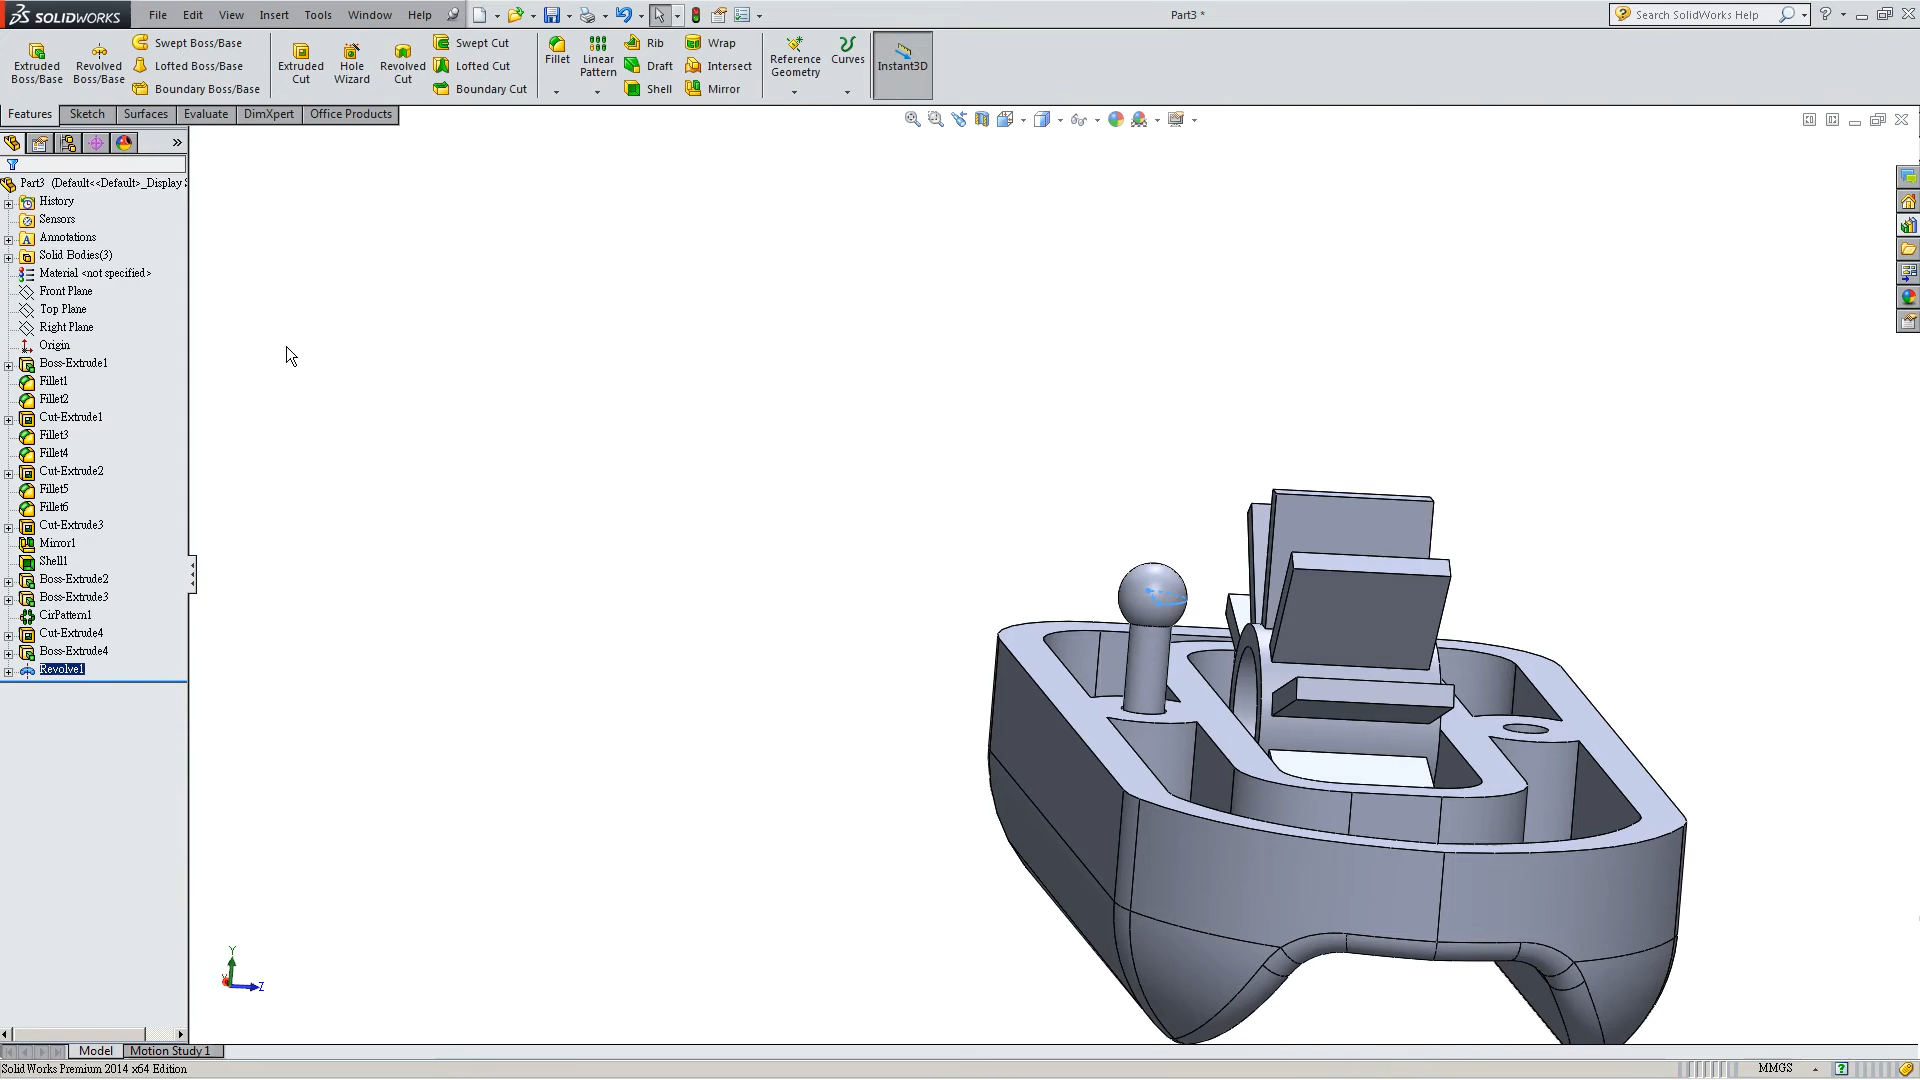 SOLIDWORKS File Edit View Insert Tools Window Help Part3 * Search SolidWorks Help
Extruded Boss/Base
Revolved Boss/Base
Swept Boss/Base
Lofted Boss/Base
Boundary Boss/Base
Extruded Cut
Hole Wizard
Revolved Cut
Swept Cut
Lofted Cut
Boundary Cut
Fillet
Linear Pattern
Rib
Draft
Shell
Wrap
Intersect
Mirror
Reference Geometry
Curves
Instant3D
Features Sketch Surfaces Evaluate DimXpert Office Products
Part3 (Default<<Default>_Display
History
Sensors
Annotations
Solid Bodies(3)
Material <not specified>
Front Plane
Top Plane
Right Plane
Origin
Boss-Extrude1
Fillet1
Fillet2
Cut-Extrude1
Fillet3
Fillet4
Cut-Extrude2
Fillet5
Fillet6
Cut-Extrude3
Mirror1
Shell1
Boss-Extrude2
Boss-Extrude3
CirPattern1
Cut-Extrude4
Boss-Extrude4
Revolve1
Y
Z
Model Motion Study 1
SolidWorks Premium 2014 x64 Edition MMGS